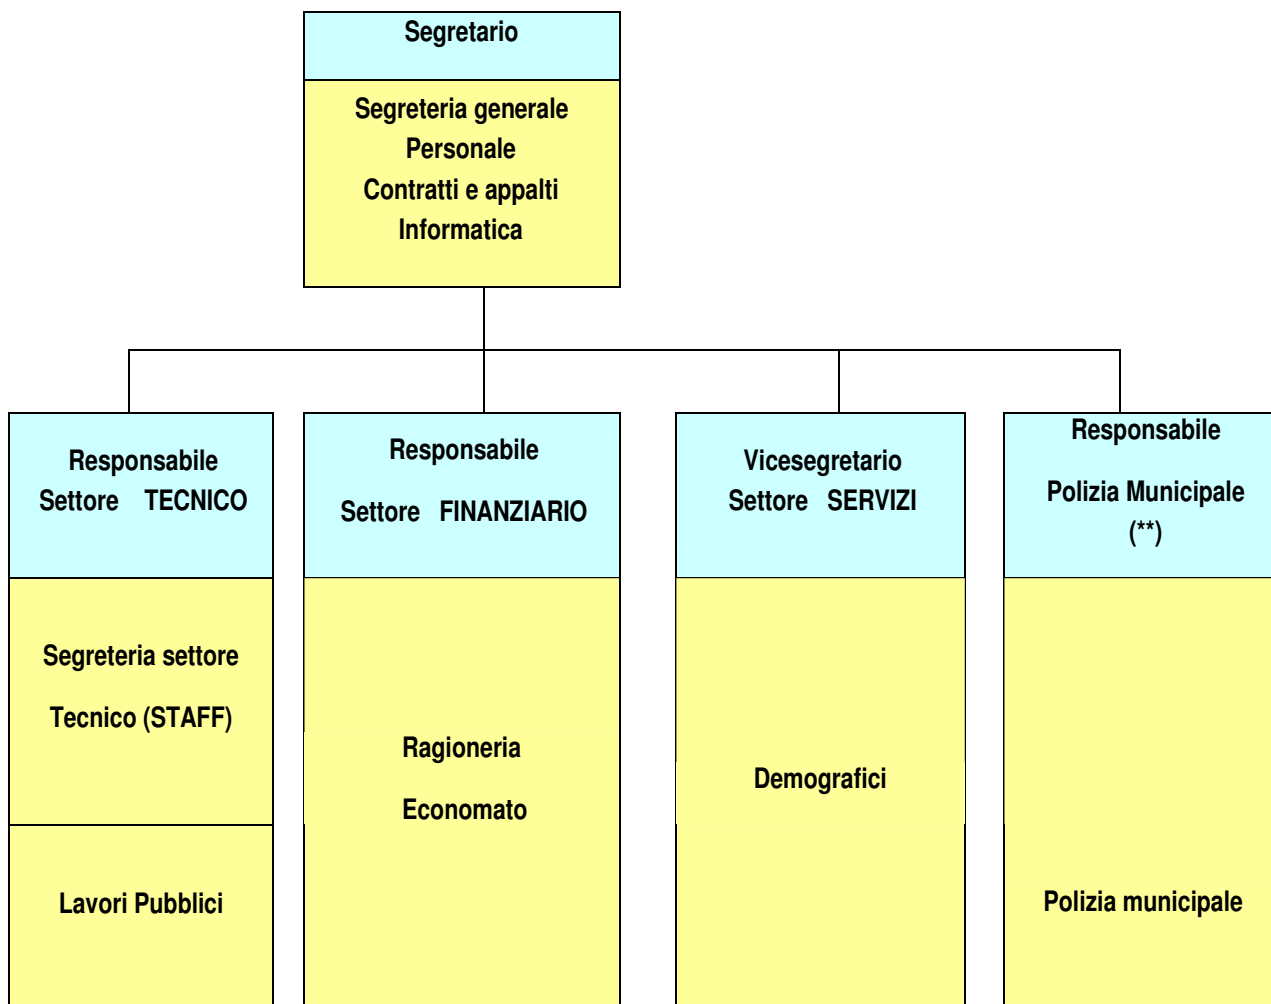 Segretario
Segreteria generale
Personale
Contratti e appalti
Informatica
Responsabile
Settore TECNICO
Responsabile
Settore FINANZIARIO
Vicesegretario
Settore SERVIZI
Responsabile
Polizia Municipale
(**)
Segreteria settore
Tecnico (STAFF)
Ragioneria
Economato
Demografici
Lavori Pubblici
Polizia municipale